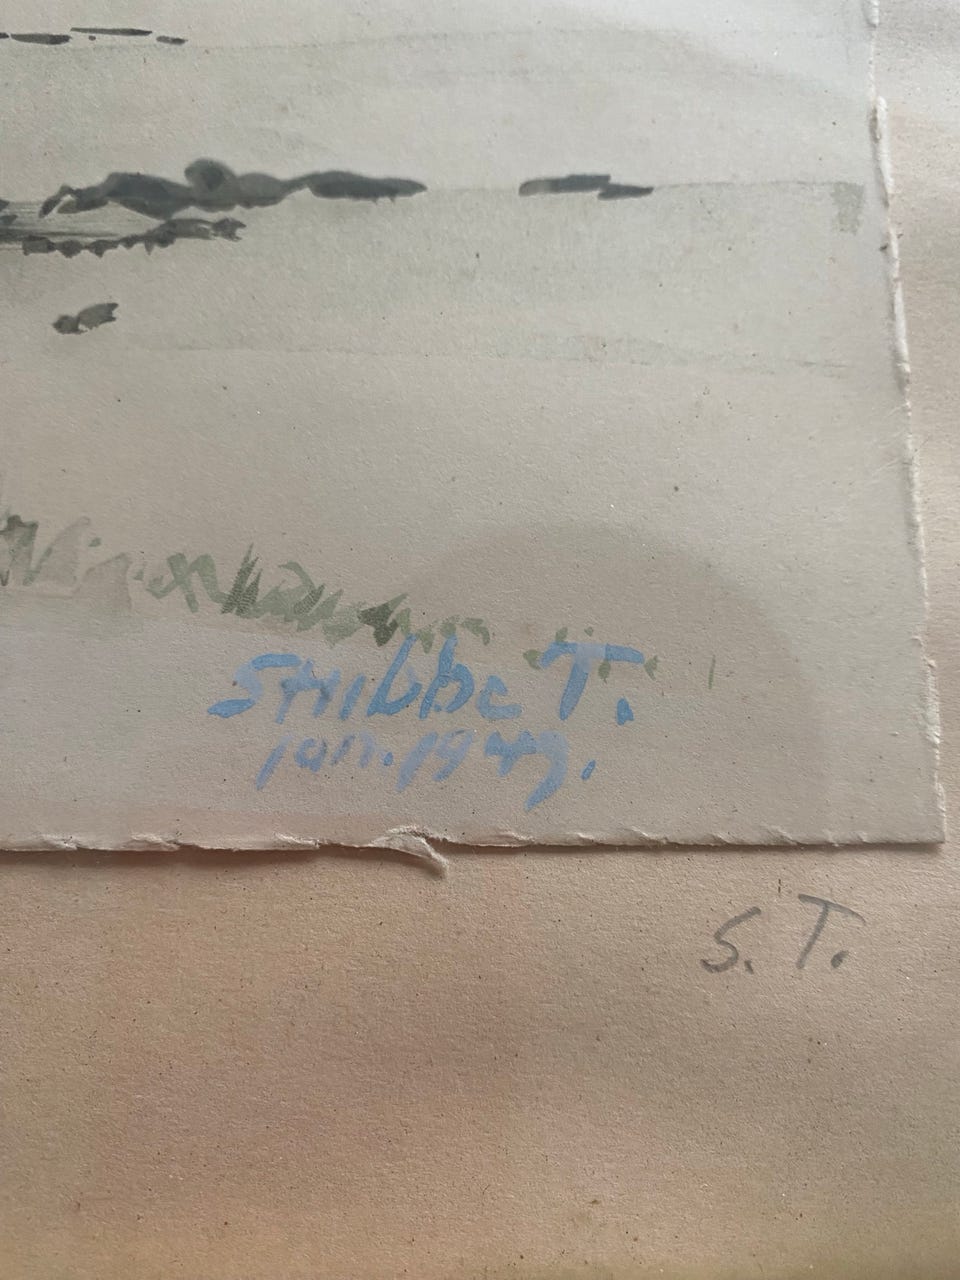 Stibbe T.
jan. 1949.
S. T.